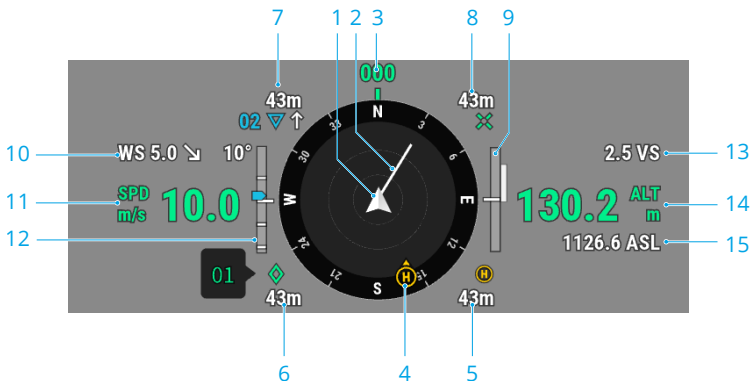 7 1 2 3 8 9
000
43m 43m
02 N
33 3
10 WS 5.0 10° 30 6 2.5 VS 13
11 SPD m/s 10.0 W E 130.2 ALT m 14
12 24 12 1126.6 ASL 15
01 21 S H 15 H
43m 43m
6 4 5